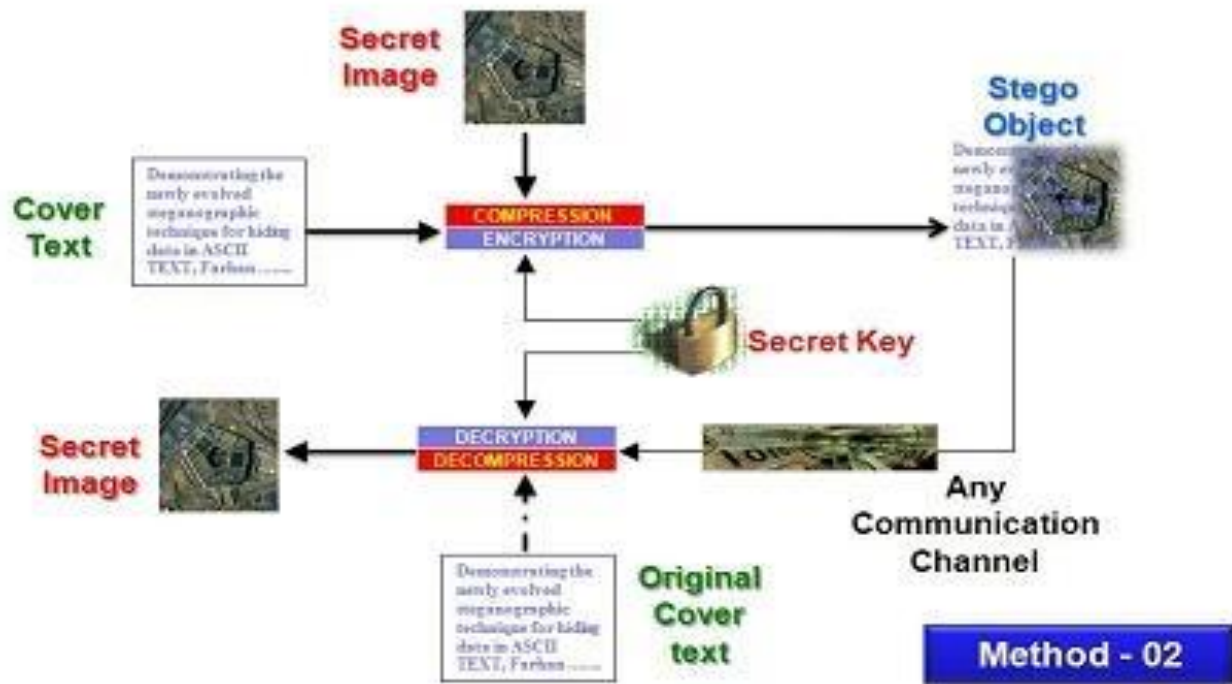 Secret
Image
Stego
Object
Cover
Text
Demonstrating the
newly evolved
steganographic
technique for hiding
data in ASCII
TEXT, Farhan .......
COMPRESSION
ENCRYPTION
Secret Key
Secret
Image
DECRYPTION
DECOMPRESSION
Any
Communication
Channel
Demonstrating the
newly evolved
steganographic
technique for hiding
data in ASCII
TEXT, Farhan .......
Original
Cover
text
Method - 02